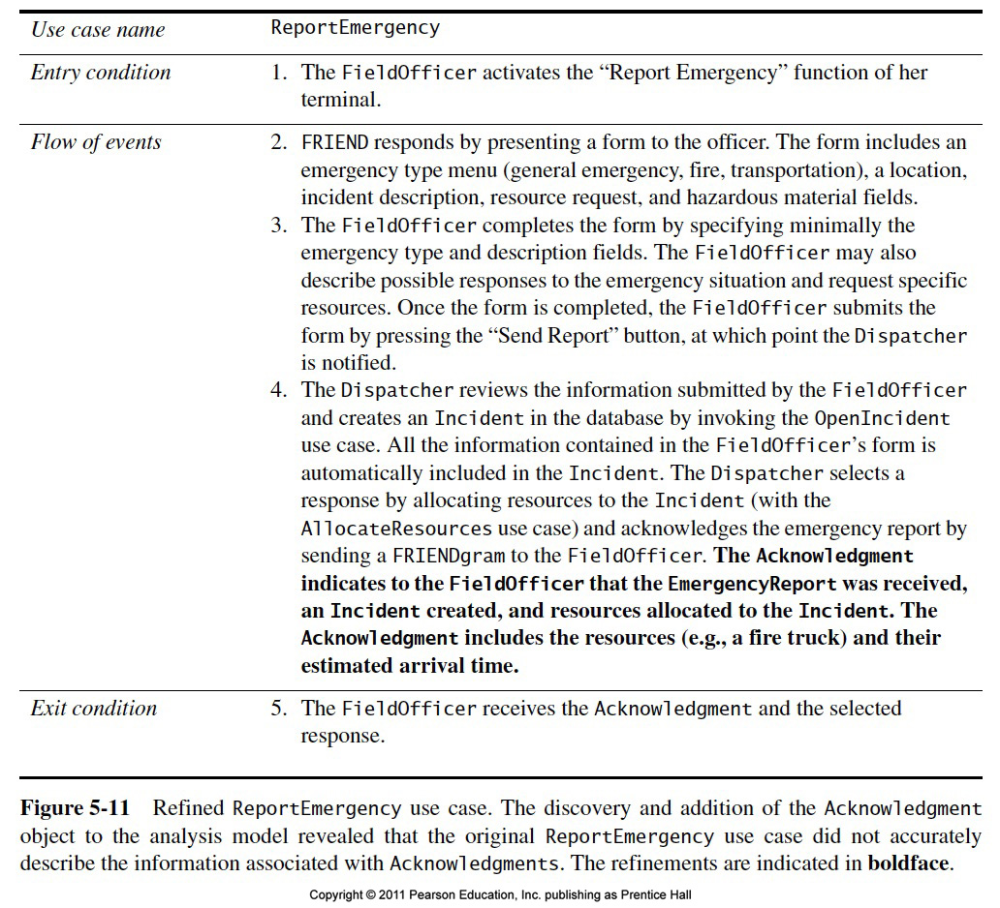 Use case name ReportEmergency
Entry condition 1. The FieldOfficer activates the “Report Emergency” function of her
terminal.
Flow of events 2. FRIEND responds by presenting a form to the officer. The form includes an
emergency type menu (general emergency, fire, transportation), a location,
incident description, resource request, and hazardous material fields.
3. The FieldOfficer completes the form by specifying minimally the
emergency type and description fields. The FieldOfficer may also
describe possible responses to the emergency situation and request specific
resources. Once the form is completed, the FieldOfficer submits the
form by pressing the “Send Report” button, at which point the Dispatcher
is notified.
4. The Dispatcher reviews the information submitted by the FieldOfficer
and creates an Incident in the database by invoking the OpenIncident
use case. All the information contained in the FieldOfficer’s form is
automatically included in the Incident. The Dispatcher selects a
response by allocating resources to the Incident (with the
AllocateResources use case) and acknowledges the emergency report by
sending a FRIENDgram to the FieldOfficer. The Acknowledgment
indicates to the FieldOfficer that the EmergencyReport was received,
an Incident created, and resources allocated to the Incident. The
Acknowledgment includes the resources (e.g., a fire truck) and their
estimated arrival time.
Exit condition 5. The FieldOfficer receives the Acknowledgment and the selected
response.
Figure 5-11 Refined ReportEmergency use case. The discovery and addition of the Acknowledgment
object to the analysis model revealed that the original ReportEmergency use case did not accurately
describe the information associated with Acknowledgments. The refinements are indicated in boldface.
Copyright © 2011 Pearson Education, Inc. publishing as Prentice Hall